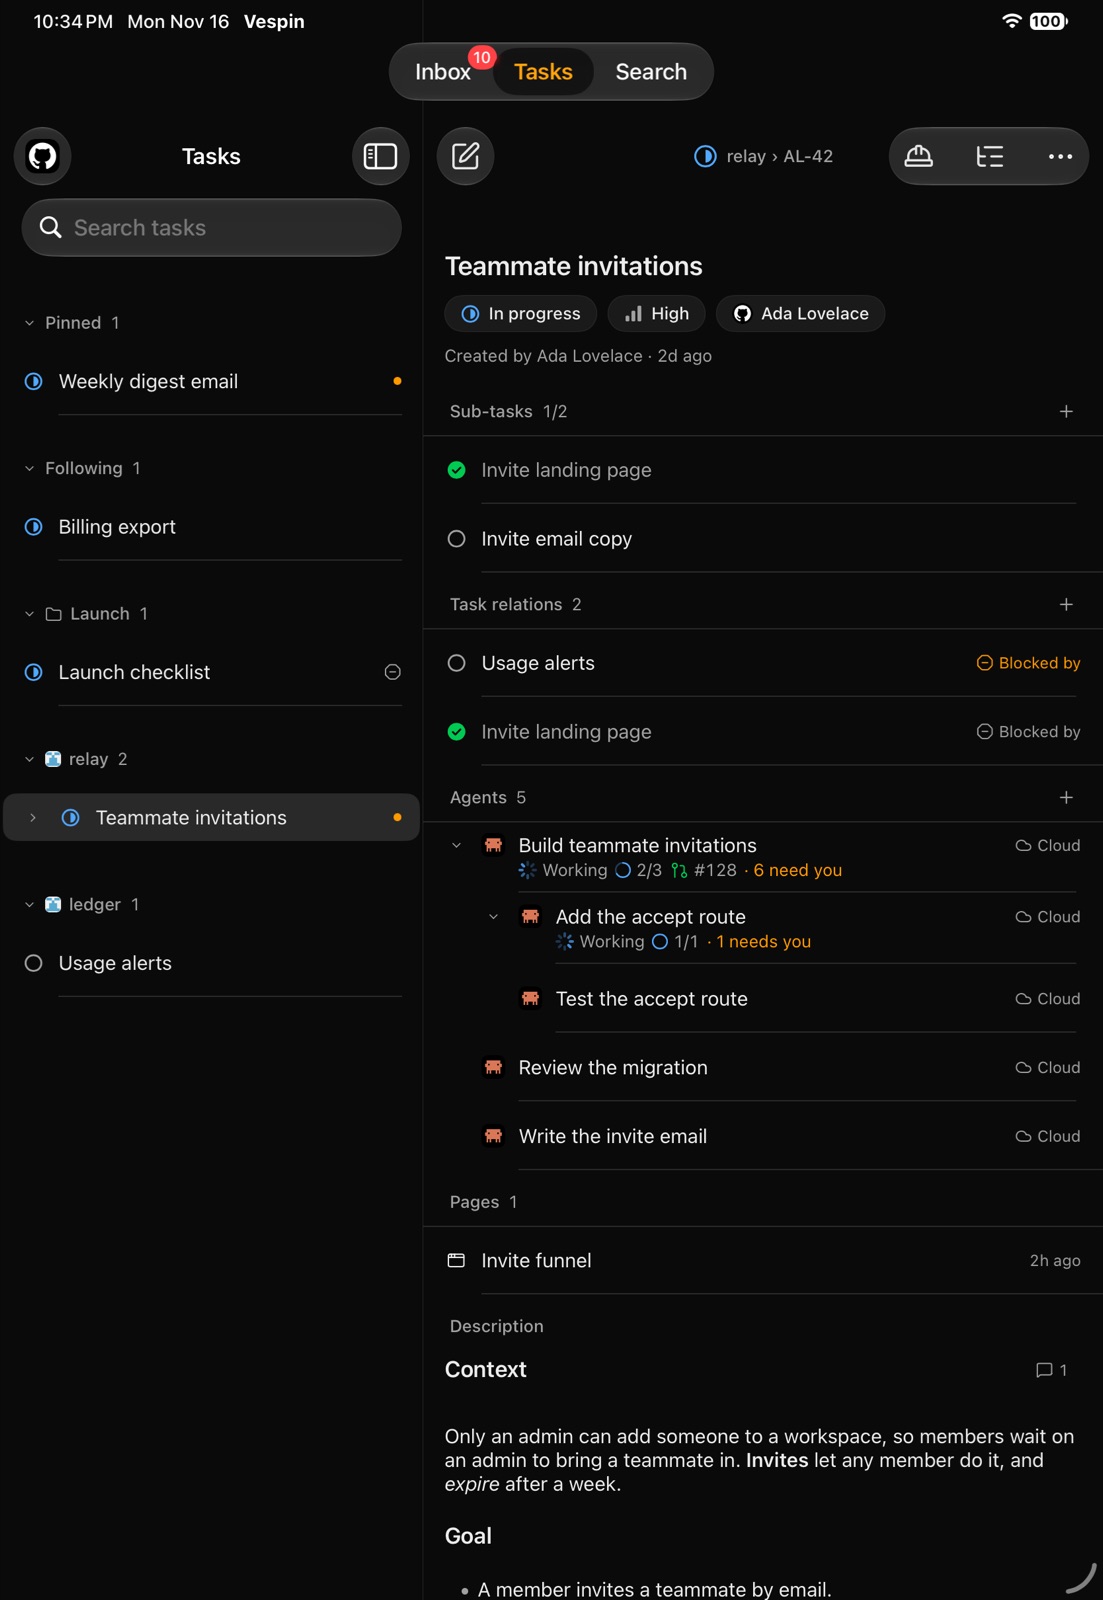 10:34 PM Mon Nov 16 Vespin
100
Inbox 10 Tasks Search
Tasks
Search tasks
Pinned 1
Weekly digest email
Following 1
Billing export
Launch 1
Launch checklist
relay 2
Teammate invitations
ledger 1
Usage alerts
relay › AL-42
Teammate invitations
In progress High Ada Lovelace
Created by Ada Lovelace · 2d ago
Sub-tasks 1/2
Invite landing page
Invite email copy
Task relations 2
Usage alerts Blocked by
Invite landing page Blocked by
Agents 5
Build teammate invitations Cloud
Working 2/3 #128 · 6 need you
Add the accept route Cloud
Working 1/1 · 1 needs you
Test the accept route Cloud
Review the migration Cloud
Write the invite email Cloud
Pages 1
Invite funnel 2h ago
Description
Context 1
Only an admin can add someone to a workspace, so members wait on
an admin to bring a teammate in. Invites let any member do it, and
expire after a week.
Goal
• A member invites a teammate by email.